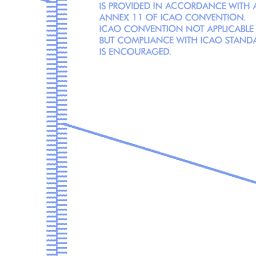 IS PROVIDED IN ACCORDANCE WITH
ANNEX 11 OF ICAO CONVENTION.
ICAO CONVENTION NOT APPLICABLE
BUT COMPLIANCE WITH ICAO STANDA
IS ENCOURAGED.